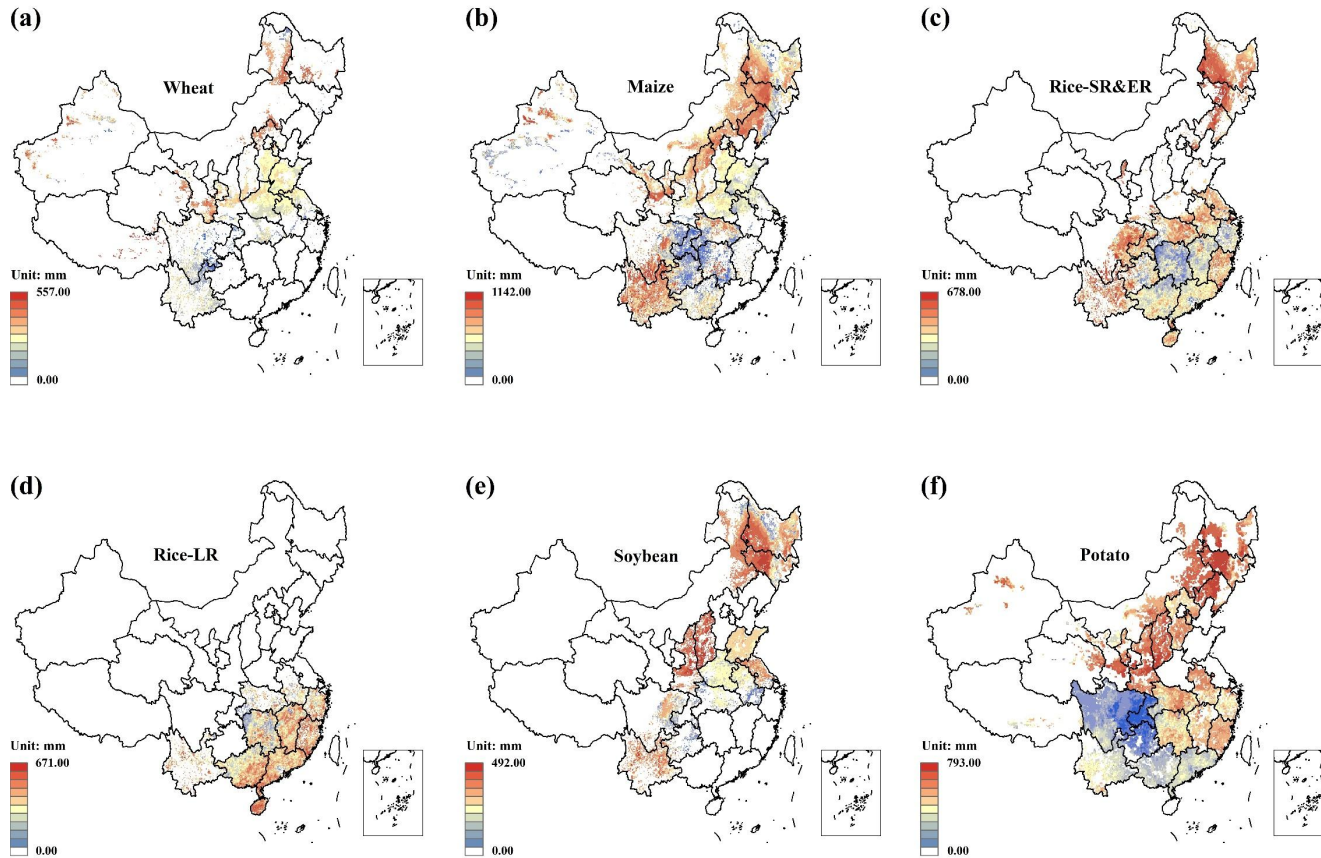 (a)
Wheat
Unit: mm
557.00
0.00
(b)
Maize
Unit: mm
1142.00
0.00
(c)
Rice-SR&ER
Unit: mm
678.00
0.00
(d)
Rice-LR
Unit: mm
671.00
0.00
(e)
Soybean
Unit: mm
492.00
0.00
(f)
Potato
Unit: mm
793.00
0.00